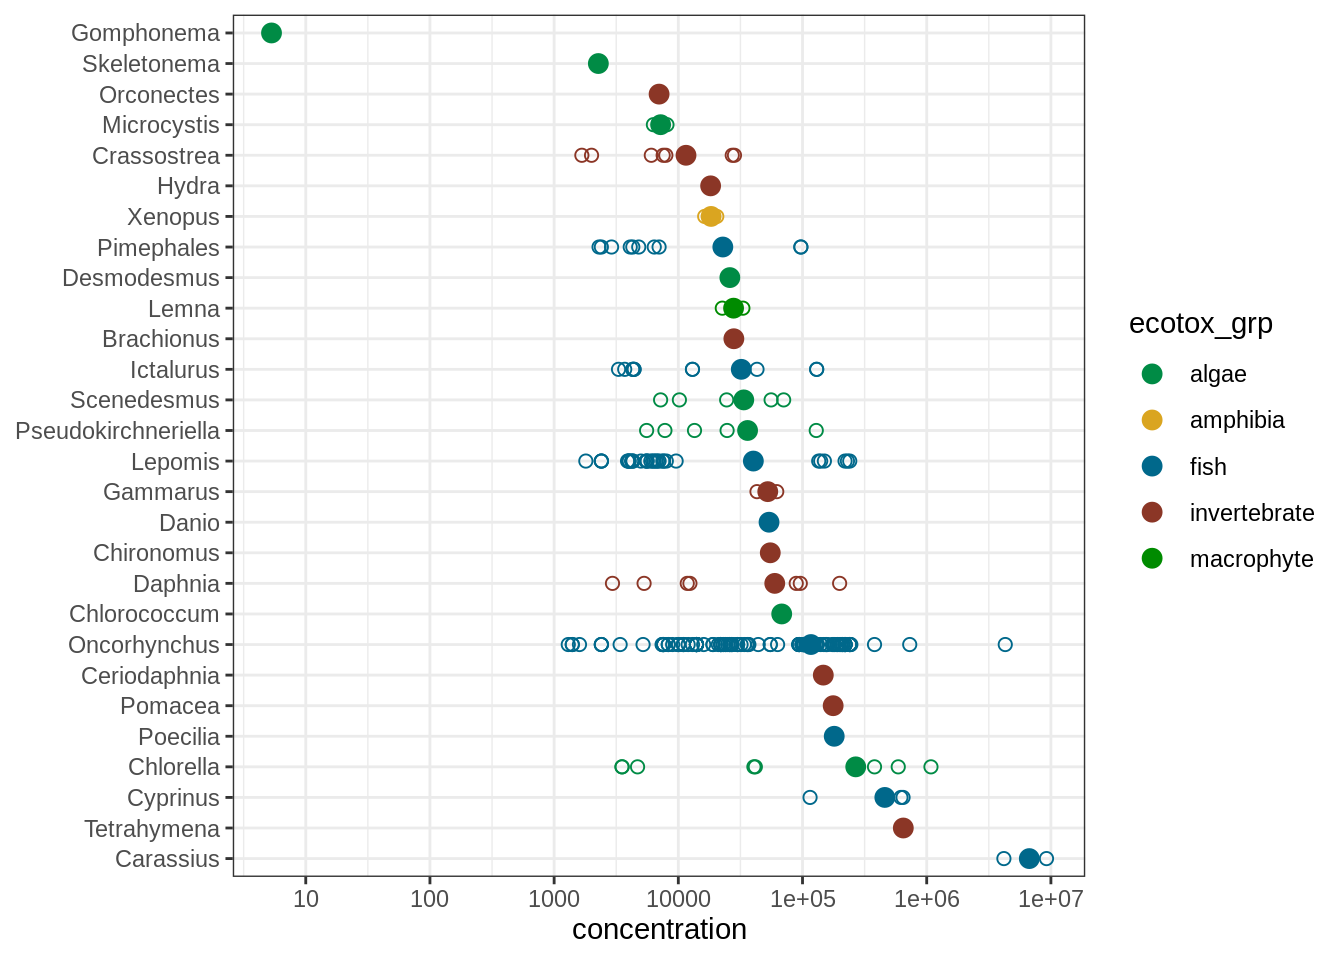 Gomphonema
Skeletonema
Orconectes
Microcystis
Crassostrea
Hydra
Xenopus
Pimephales
Desmodesmus
Lemna
Brachionus
Ictalurus
Scenedesmus
Pseudokirchneriella
Lepomis
Gammarus
Danio
Chironomus
Daphnia
Chlorococcum
Oncorhynchus
Ceriodaphnia
Pomacea
Poecilia
Chlorella
Cyprinus
Tetrahymena
Carassius
10 100 1000 10000 1e+05 1e+06 1e+07
concentration
ecotox_grp
algae
amphibia
fish
invertebrate
macrophyte